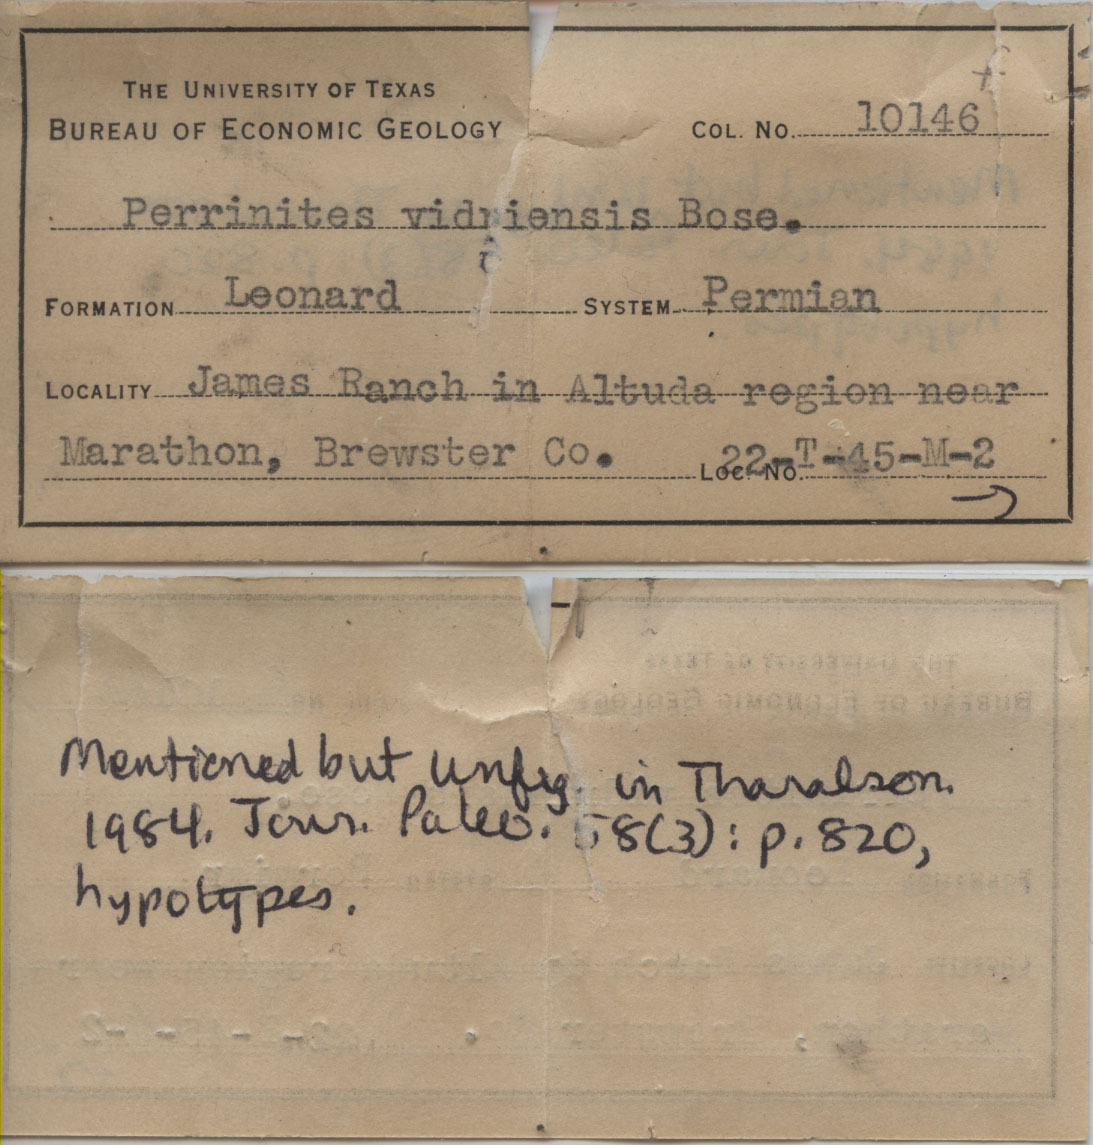 THE UNIVERSITY OF TEXAS
BUREAU OF ECONOMIC GEOLOGY
COL. NO. 10146
Perrinites vidriensis Bose.
FORMATION Leonard SYSTEM Permian
LOCALITY James Ranch in Altuda region near
Marathon, Brewster Co. LOC. NO. 22-T-45-M-2
Mentioned but unfig. in Tharalson.
1984. Jour. Paleo. 58(3): p. 820,
hypotypes.